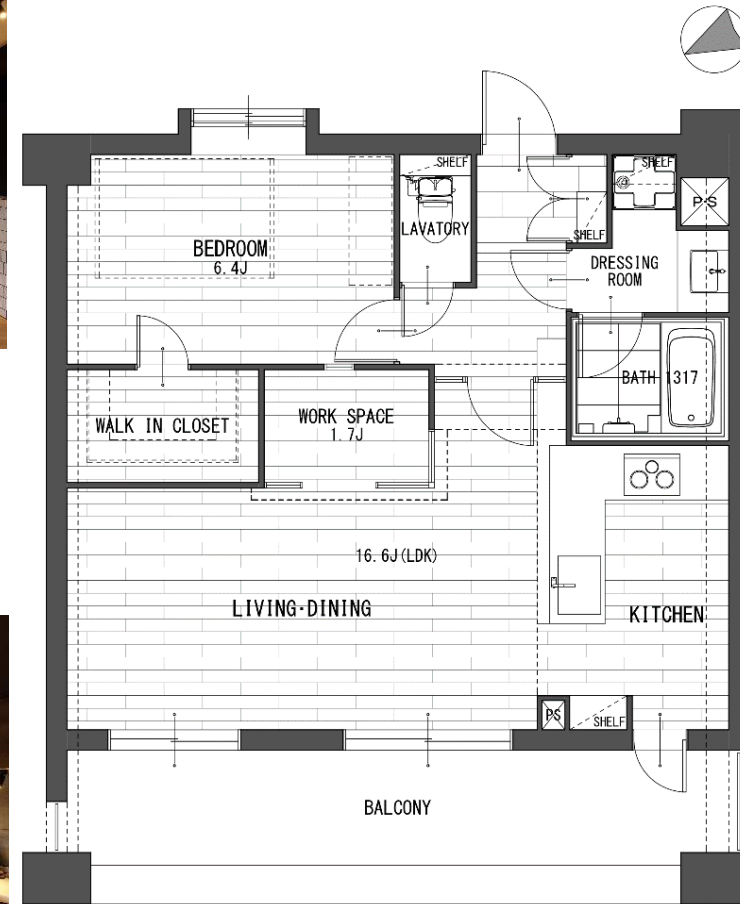 SHELF
SHELF
P·S
LAVATORY
BEDROOM
6.4J
SHELF
DRESSING
ROOM
BATH 1317
WALK IN CLOSET
WORK SPACE
1.7J
16.6J(LDK)
LIVING·DINING
KITCHEN
PS
SHELF
BALCONY